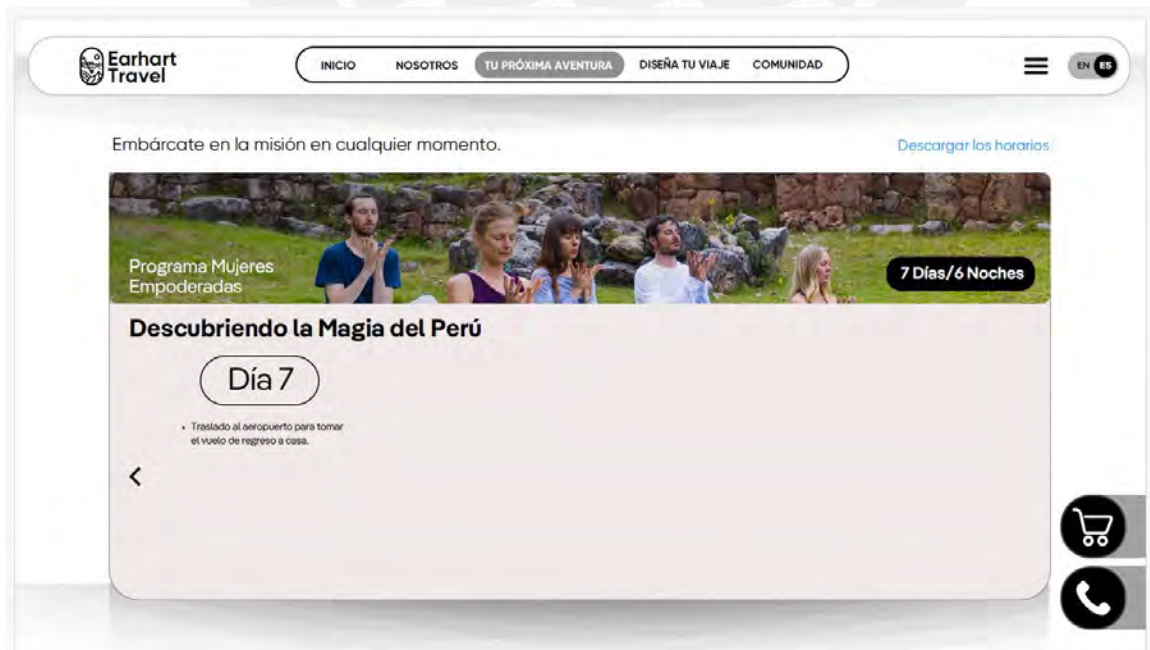 Earhart
Travel
INICIO NOSOTROS TU PRÓXIMA AVENTURA DISEÑA TU VIAJE COMUNIDAD
EN ES
Embárcate en la misión en cualquier momento.
Descargar los horarios
Programa Mujeres
Empoderadas
7 Días/6 Noches
Descubriendo la Magia del Perú
Día 7
• Traslado al aeropuerto para tomar
el vuelo de regreso a casa.